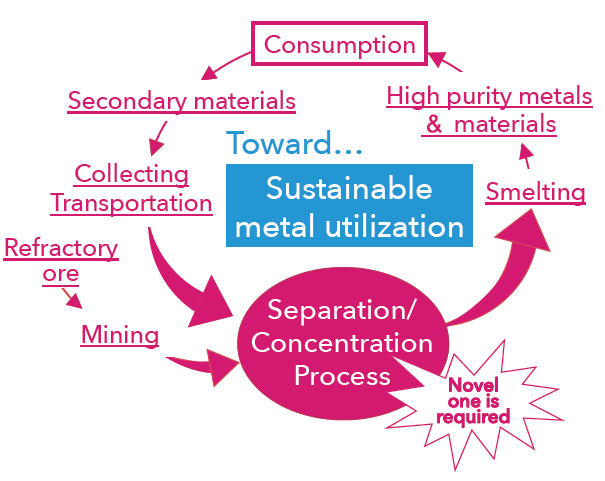 Consumption
Secondary materials
High purity metals
& materials
Toward...
Collecting
Transportation
Sustainable
metal utilization
Smelting
Refractory
ore
Mining
Separation/
Concentration
Process
Novel
one is
required